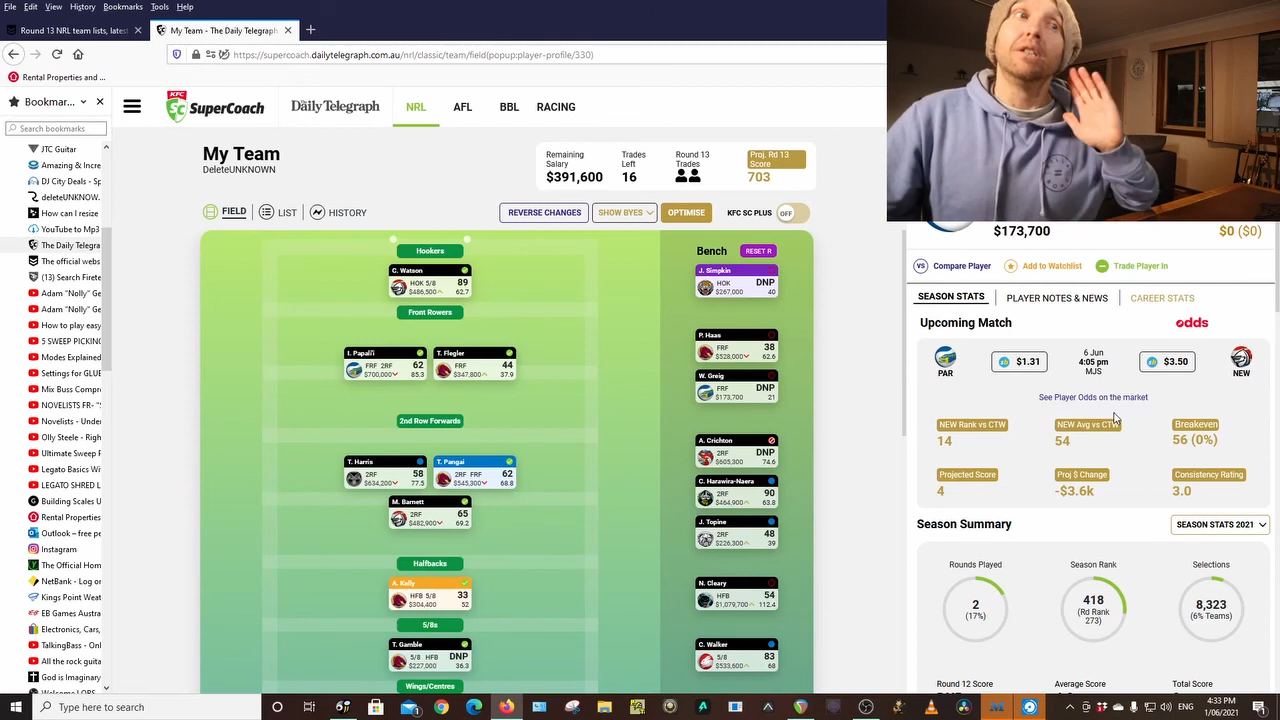 File Edit View History Bookmarks Tools Help
Round 13 NRL team lists, latest
My Team - The Daily Telegraph
https://supercoach.dailytelegraph.com.au/nrl/classic/team/field(popup:player-profile/330)
Rental Properties and ...
Bookmar...
Search bookmarks
JTC Guitar
Amazing & Incre
DJ City Deals - Sp
deleteUNKNOW..
How can I resize
YouTube to Mp3
The Daily Telegra
The official webs
(13) Search Firete
Adam "Nolly" Ge
Adam "Nolly" Ge
How to play easy
5 SWEEP PICKING
Modes Explained
Settings for GLUE
Mix Buss Compre
NOVELISTS FR- "S
Novelists - Under
Olly Steele - Right
Ultimate Sweep P
Legato Basics Wit
LEGATO SHRED L
Building Scales U
Rental Properties
Outlook – free pe
Instagram
The Official Hom
NetBank - Log on
Kings Point Weat
EB Games Austra
Electronics, Cars,
TalkingBass - Onl
All the rock guita
God is Imaginary
KFC SC SUPERCOACH
The Daily Telegraph
NRL AFL BBL RACING
My Team
DeleteUNKNOWN
Remaining Salary
$391,600
Trades Left
16
Round 13 Trades
Proj. Rd 13 Score
703
FIELD LIST HISTORY
REVERSE CHANGES SHOW BYES OPTIMISE KFC SC PLUS OFF
Hookers
C. Watson
HOK 5/8 89
$486,500 62.7
Front Rowers
I. Papali'i
FRF 2RF 62
$700,000 85.3
T. Flegler
FRF 44
$347,800 37.9
2nd Row Forwards
T. Harris
2RF 58
$634,200 77.5
T. Pangai
2RF FRF 62
$545,300 68.8
M. Barnett
2RF 65
$482,900 69.2
Halfbacks
A. Kelly
HFB 5/8 33
$304,400 52
5/8s
T. Gamble
5/8 HFB DNP
$227,000 36.3
Wings/Centres
Bench RESET R
J. Simpkin
HOK DNP
$267,000 40
P. Haas
FRF 38
$528,000 62.6
W. Greig
FRF DNP
$173,700 21
A. Crichton
2RF DNP
$605,300 74.6
C. Harawira-Naera
2RF 90
$464,900 63.8
J. Topine
2RF 48
$226,300 39
N. Cleary
HFB 54
$1,079,700 112.4
C. Walker
5/8 83
$533,600 68
$173,700 $0 ($0)
VS Compare Player Add to Watchlist Trade Player In
SEASON STATS PLAYER NOTES & NEWS CAREER STATS
Upcoming Match
odds
PAR
$1.31
6 Jun
4:05 pm
MJS
$3.50
NEW
See Player Odds on the market
NEW Rank vs CTW
14
NEW Avg vs CTW
54
Breakeven
56 (0%)
Projected Score
4
Proj $ Change
-$3.6k
Consistency Rating
3.0
Season Summary
SEASON STATS 2021
Rounds Played
2
(17%)
Season Rank
418
(Rd Rank
273)
Selections
8,323
(6% Teams)
Round 12 Score
Average Score
Total Score
Type here to search
4:33 PM
1/06/2021